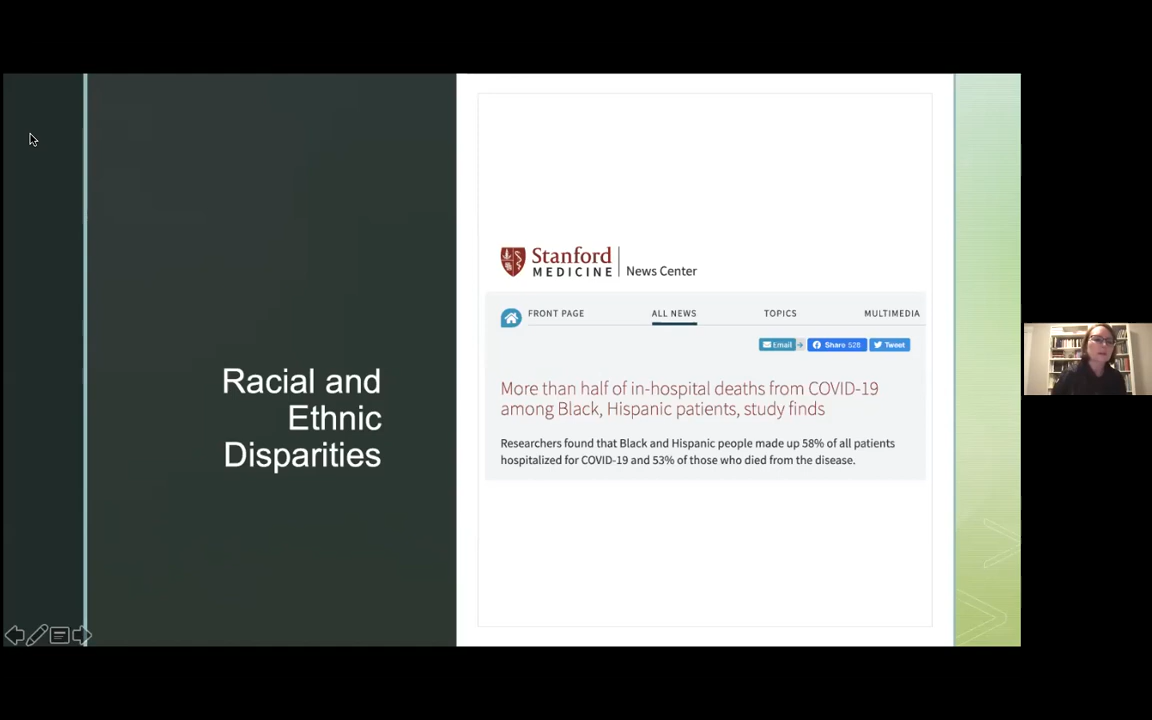 Racial and
Ethnic
Disparities
Stanford
MEDICINE
News Center
FRONT PAGE
ALL NEWS
TOPICS
MULTIMEDIA
Email
Share 528
Tweet
More than half of in-hospital deaths from COVID-19
among Black, Hispanic patients, study finds
Researchers found that Black and Hispanic people made up 58% of all patients
hospitalized for COVID-19 and 53% of those who died from the disease.